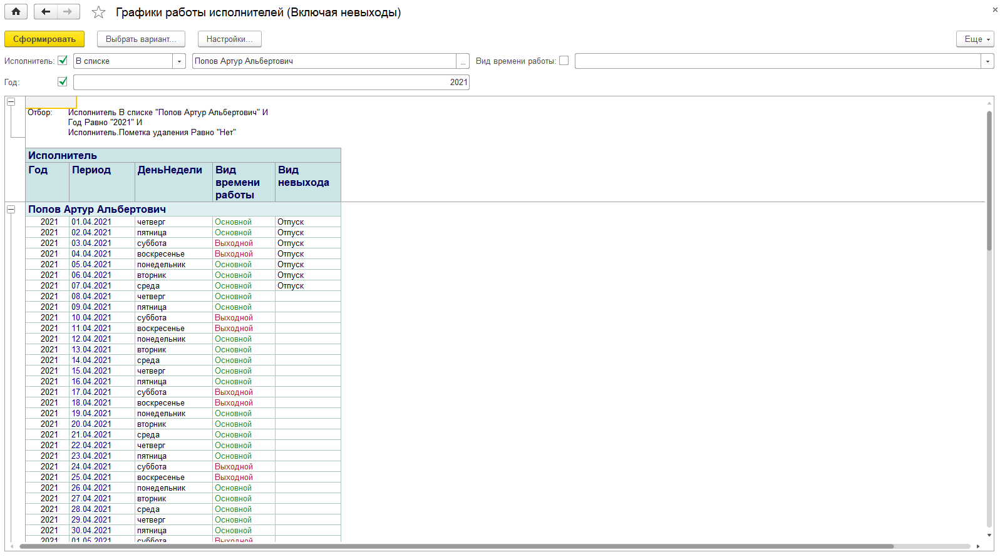 Графики работы исполнителей (Включая невыходы)
Сформировать Выбрать вариант... Настройки... Еще
Исполнитель: В списке Попов Артур Альбертович ... Вид времени работы:
Год: 2021
Отбор: Исполнитель В списке "Попов Артур Альбертович" И
Год Равно "2021" И
Исполнитель.Пометка удаления Равно "Нет"
Исполнитель
Год Период ДеньНедели Вид времени работы Вид невыхода
Попов Артур Альбертович
2021 01.04.2021 четверг Основной Отпуск
2021 02.04.2021 пятница Основной Отпуск
2021 03.04.2021 суббота Выходной Отпуск
2021 04.04.2021 воскресенье Выходной Отпуск
2021 05.04.2021 понедельник Основной Отпуск
2021 06.04.2021 вторник Основной Отпуск
2021 07.04.2021 среда Основной Отпуск
2021 08.04.2021 четверг Основной
2021 09.04.2021 пятница Основной
2021 10.04.2021 суббота Выходной
2021 11.04.2021 воскресенье Выходной
2021 12.04.2021 понедельник Основной
2021 13.04.2021 вторник Основной
2021 14.04.2021 среда Основной
2021 15.04.2021 четверг Основной
2021 16.04.2021 пятница Основной
2021 17.04.2021 суббота Выходной
2021 18.04.2021 воскресенье Выходной
2021 19.04.2021 понедельник Основной
2021 20.04.2021 вторник Основной
2021 21.04.2021 среда Основной
2021 22.04.2021 четверг Основной
2021 23.04.2021 пятница Основной
2021 24.04.2021 суббота Выходной
2021 25.04.2021 воскресенье Выходной
2021 26.04.2021 понедельник Основной
2021 27.04.2021 вторник Основной
2021 28.04.2021 среда Основной
2021 29.04.2021 четверг Основной
2021 30.04.2021 пятница Основной
2021 01.05.2021 суббота Выходной